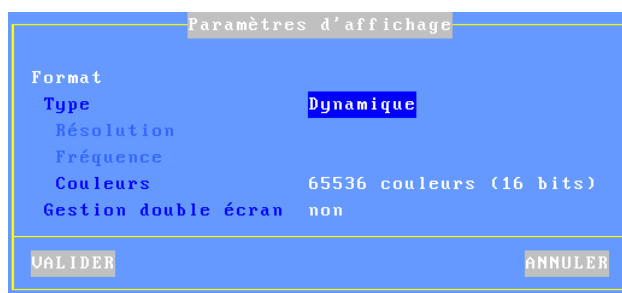 Paramètres d'affichage
Format
Type Dynamique
Résolution
Fréquence
Couleurs 65536 couleurs (16 bits)
Gestion double écran non
VALIDER ANNULER